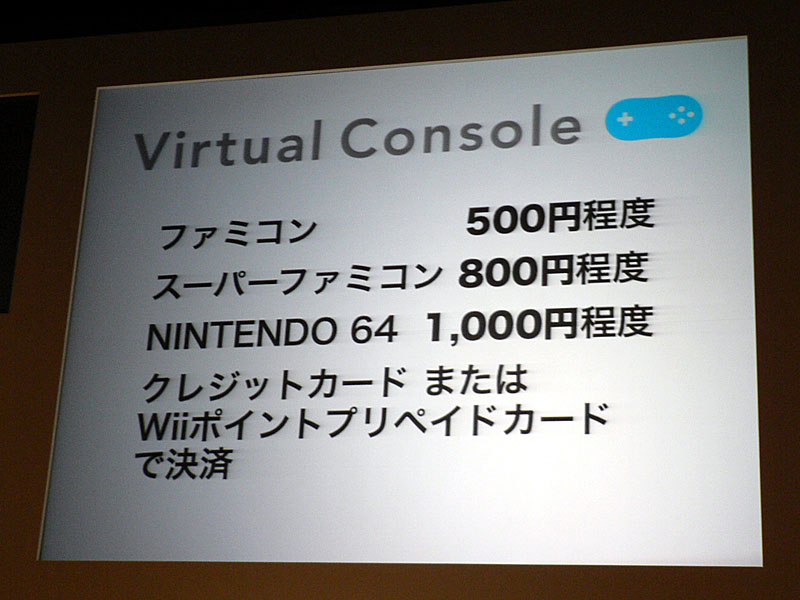 Virtual Console
ファミコン 500円程度
スーパーファミコン 800円程度
NINTENDO 64 1,000円程度
クレジットカード または
Wiiポイントプリペイドカード
で決済